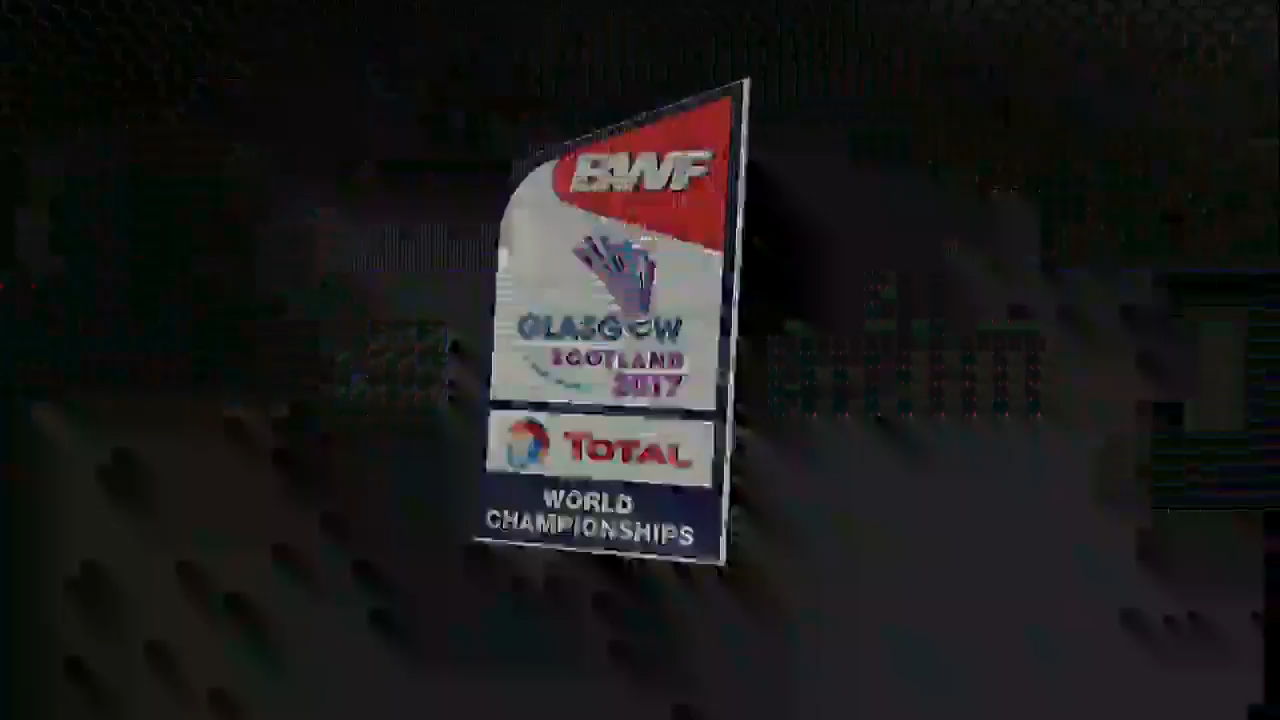 BWF
GLASGOW
SCOTLAND
2017
TOTAL
WORLD
CHAMPIONSHIPS